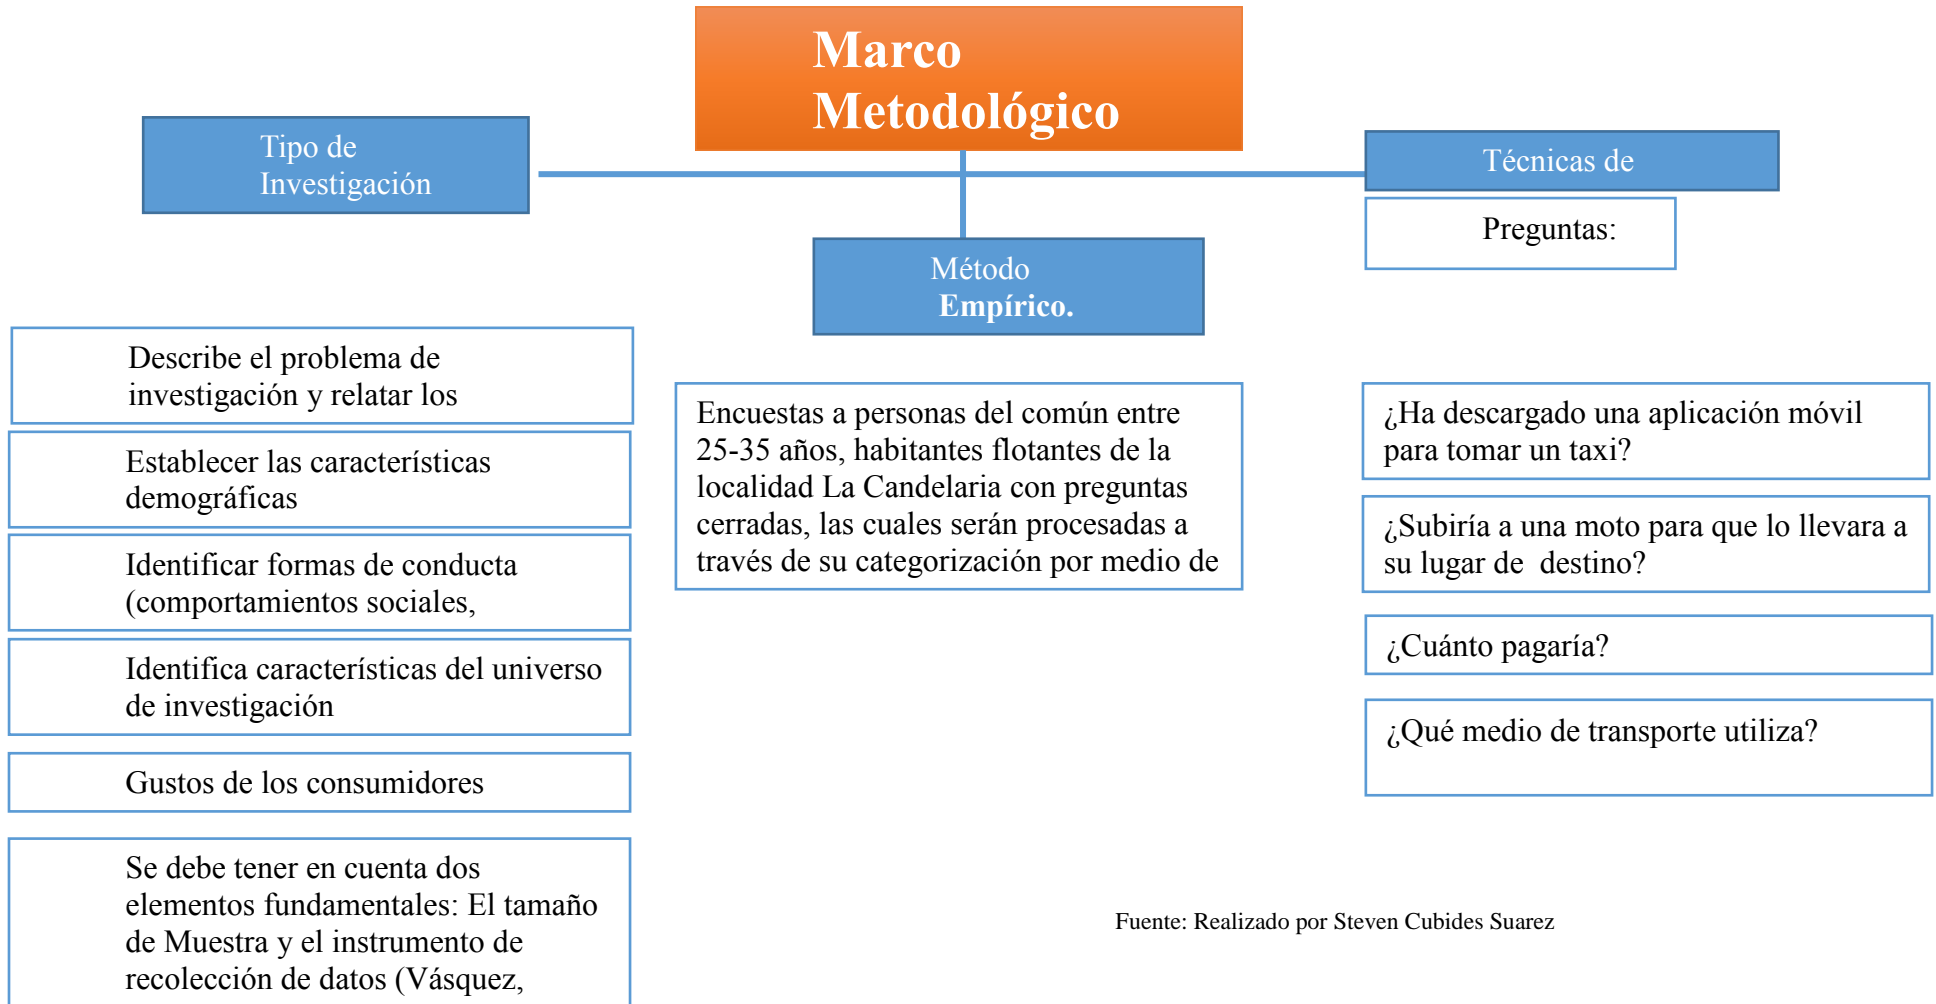 Marco
Metodológico
Tipo de
Investigación
Técnicas de
Preguntas:
Método
Empírico.
Describe el problema de
investigación y relatar los
Establecer las características
demográficas
Identificar formas de conducta
(comportamientos sociales,
Identifica características del universo
de investigación
Gustos de los consumidores
Se debe tener en cuenta dos
elementos fundamentales: El tamaño
de Muestra y el instrumento de
recolección de datos (Vásquez,
Encuestas a personas del común entre
25-35 años, habitantes flotantes de la
localidad La Candelaria con preguntas
cerradas, las cuales serán procesadas a
través de su categorización por medio de
¿Ha descargado una aplicación móvil
para tomar un taxi?
¿Subiría a una moto para que lo llevara a
su lugar de  destino?
¿Cuánto pagaría?
¿Qué medio de transporte utiliza?
Fuente: Realizado por Steven Cubides Suarez